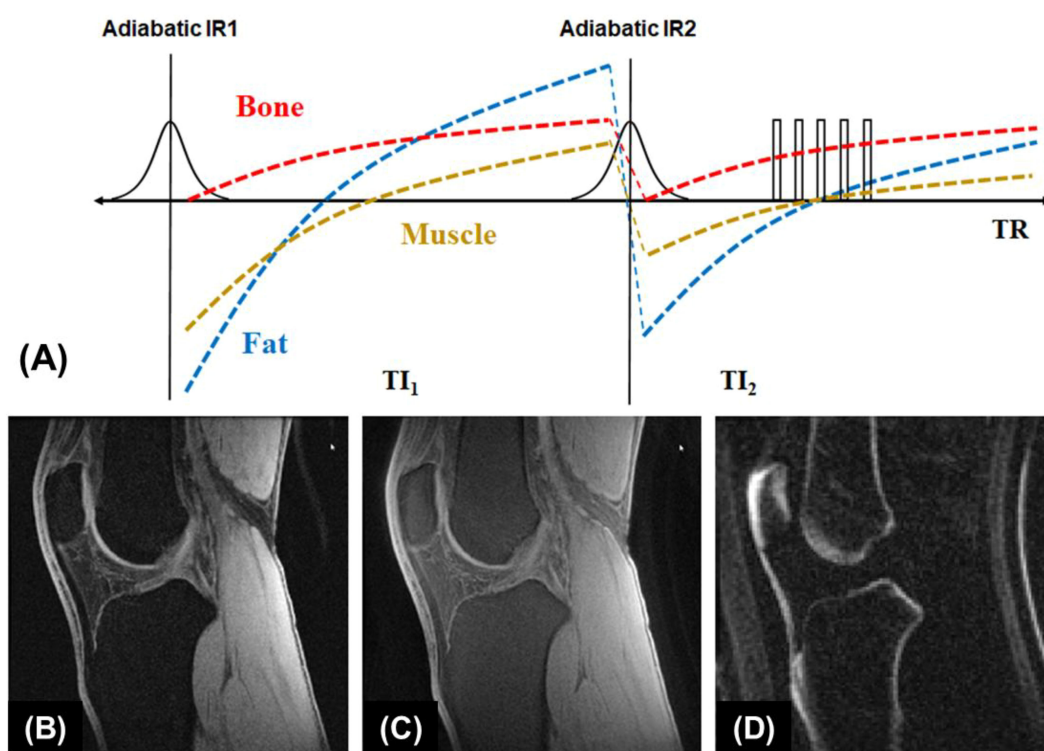 Adiabatic IR1
Adiabatic IR2
Bone
Muscle
TR
Fat
(A)
TI₁
TI₂
(B)
(C)
(D)